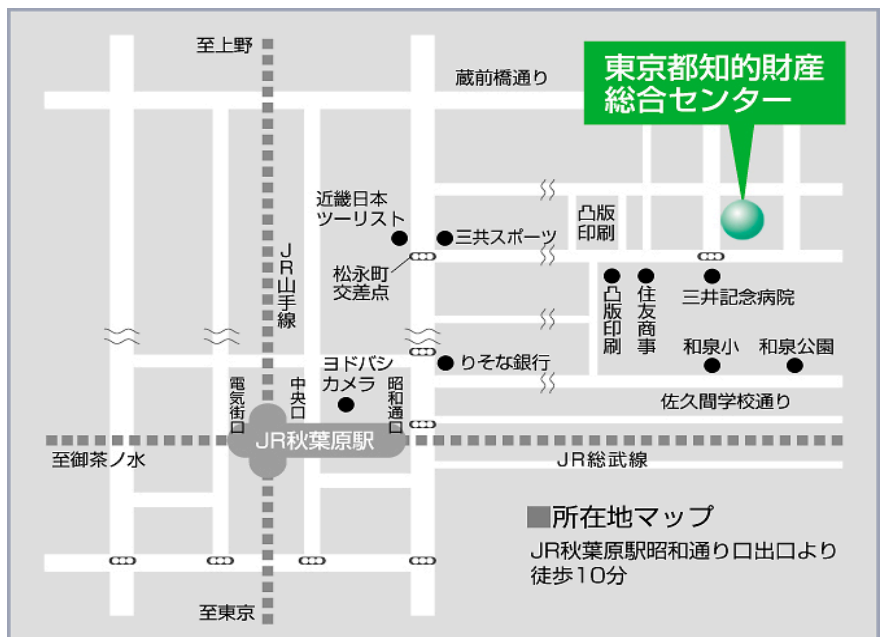 至上野
蔵前橋通り
東京都知的財産
総合センター
近畿日本
ツーリスト
三共スポーツ
凸版
印刷
JR山手線
松永町
交差点
凸版印刷
住友商事
三井記念病院
ヨドバシ
カメラ
りそな銀行
和泉小
和泉公園
電気街口
中央口
昭和通口
佐久間学校通り
JR秋葉原駅
至御茶ノ水
JR総武線
■所在地マップ
JR秋葉原駅昭和通り口出口より
徒歩10分
至東京